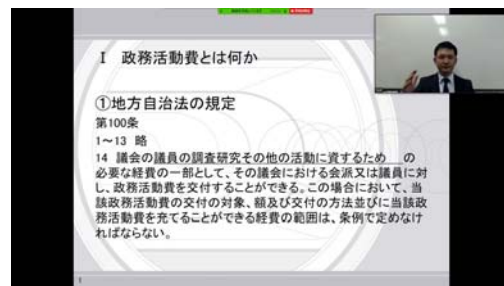 Ⅰ 政務活動費とは何か
①地方自治法の規定
第100条
1～13 略
14 議会の議員の調査研究その他の活動に資するため の
必要な経費の一部として、その議会における会派又は議員に対
し、政務活動費を交付することができる。この場合において、当
該政務活動費の交付の対象、額及び交付の方法並びに当該政
務活動費を充てることができる経費の範囲は、条例で定めなけ
ればならない。
1